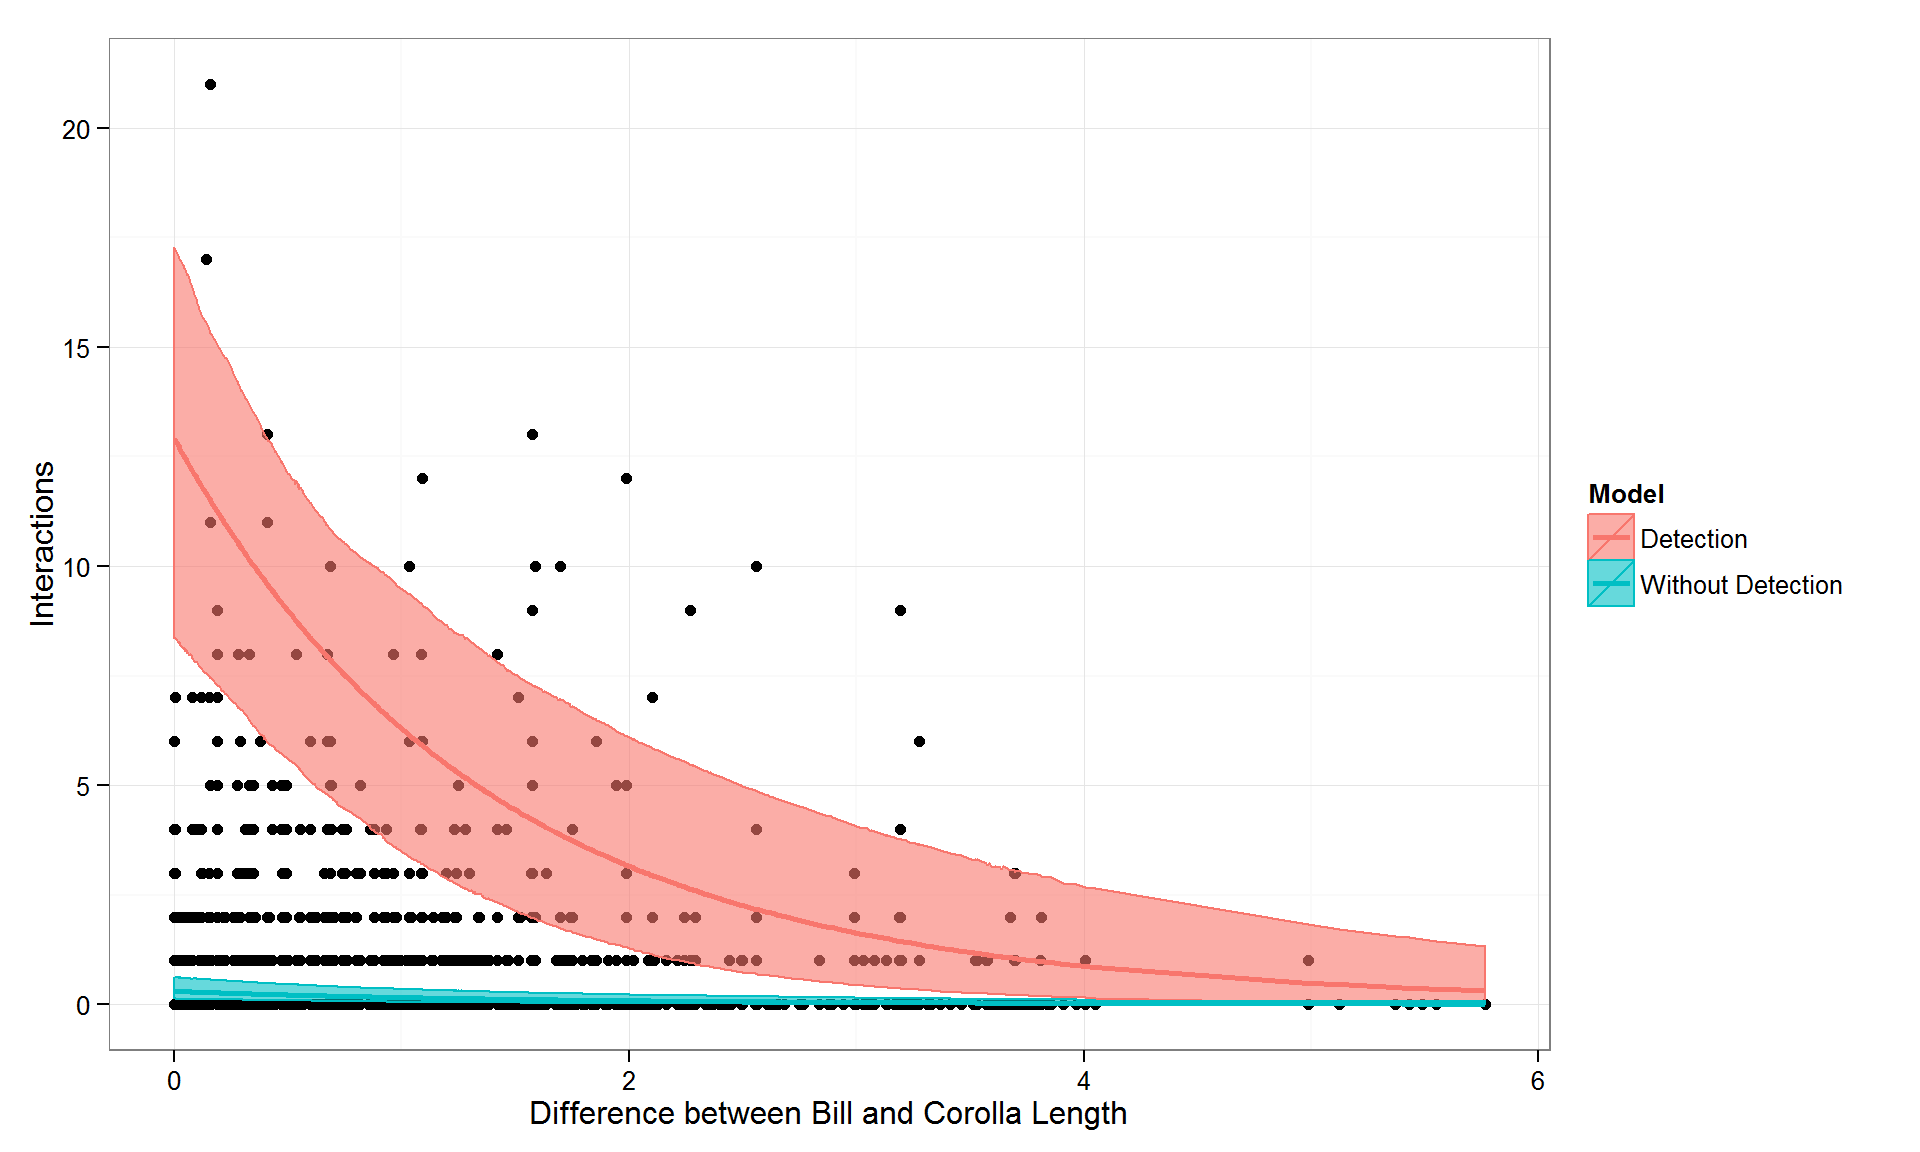 20
15
10
5
0
Interactions
0 2 4 6
Difference between Bill and Corolla Length
Model
Detection
Without Detection